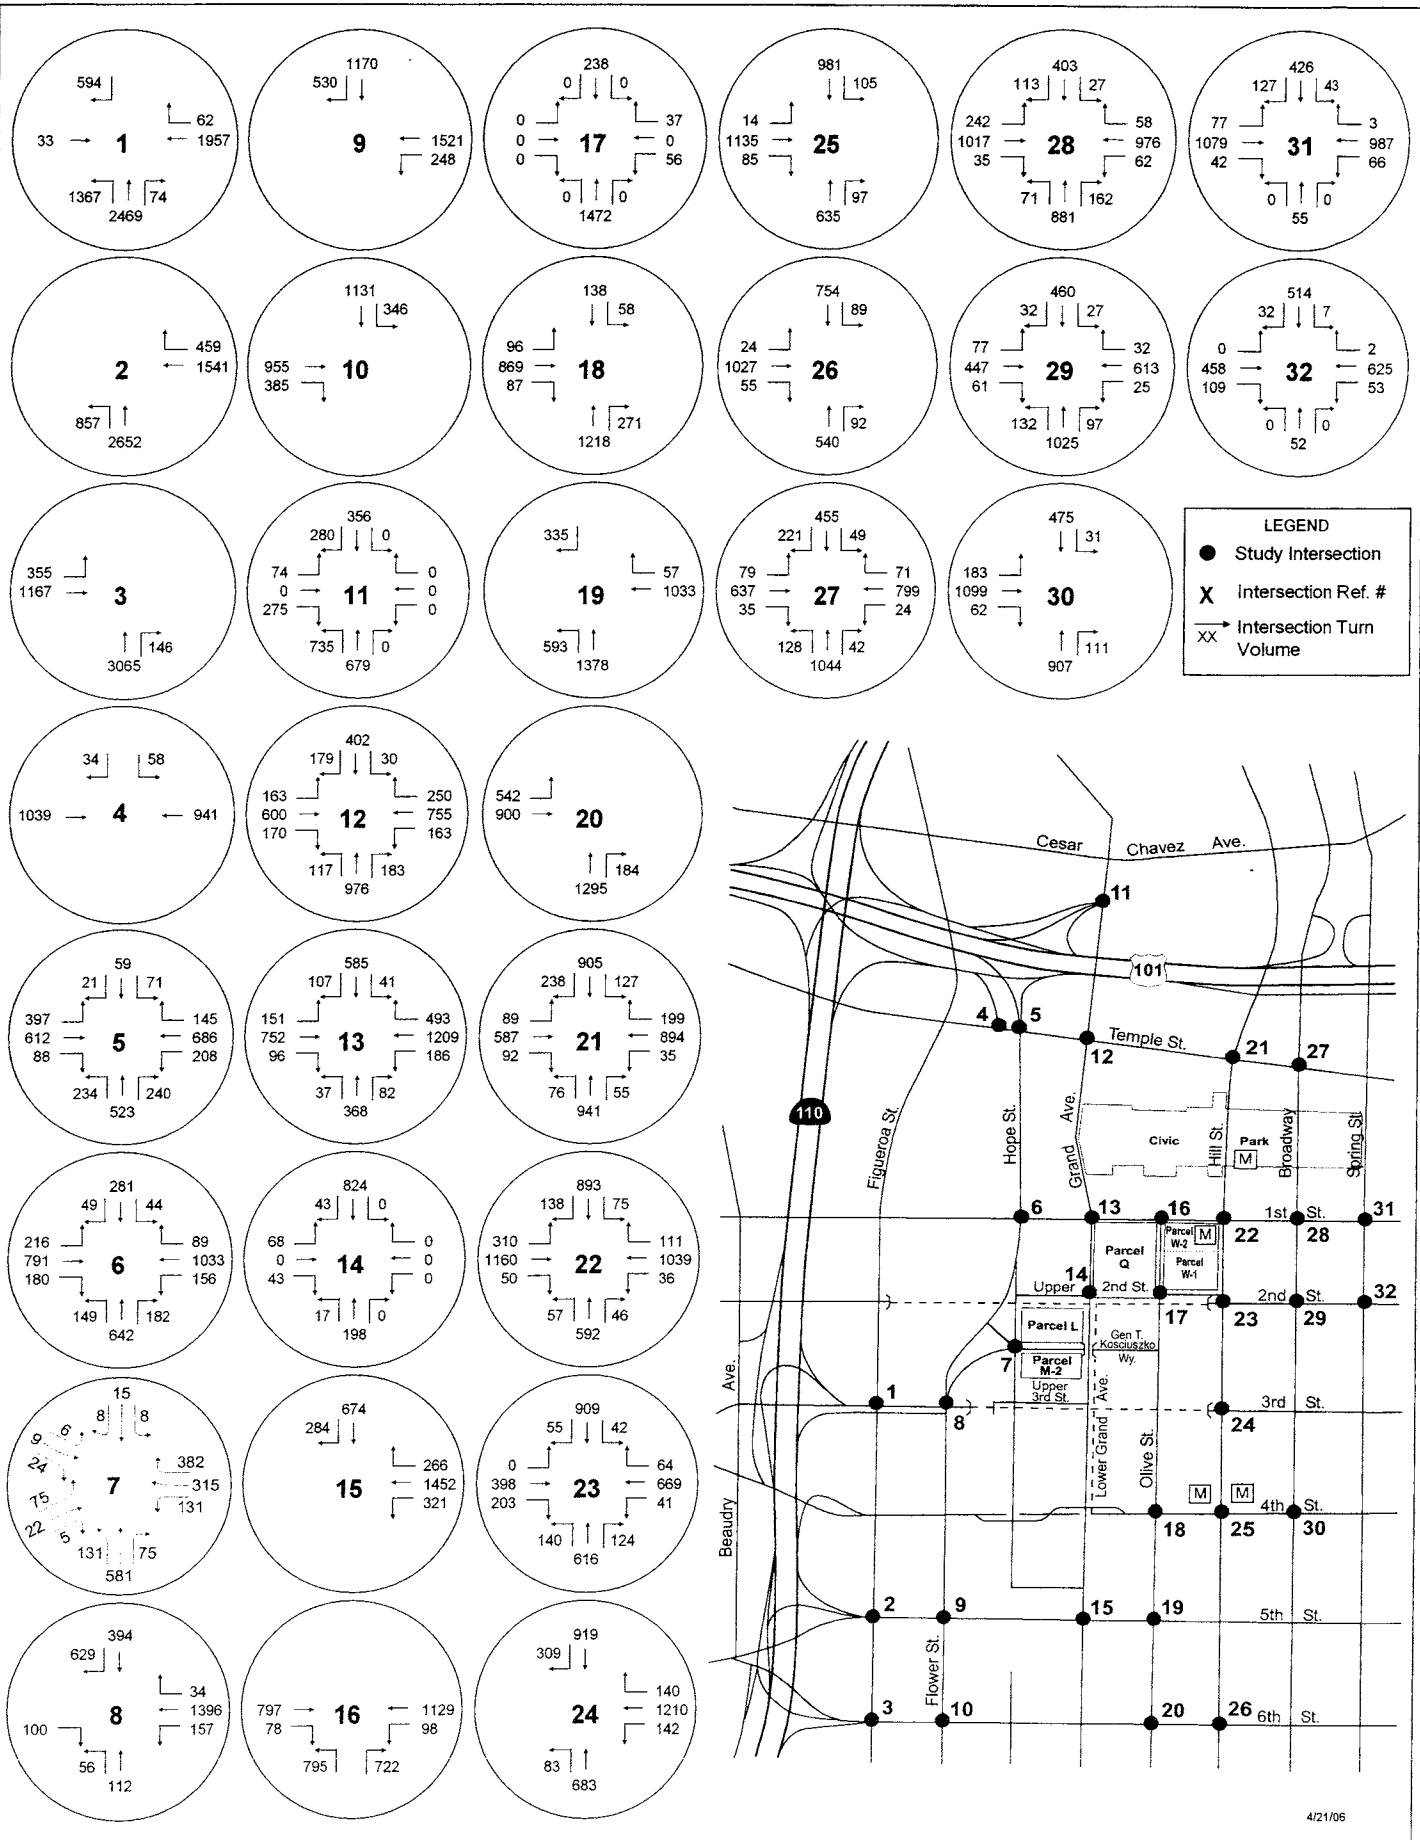 594
62
33 1 1957
1367 74
2469
1170
530
9 1521
248
238
0 0
0 37
0 17 0
0 56
0 0
1472
981
105
14
1135 25
85
97
635
403
113 27
242 58
1017 28 976
35 62
71 162
881
426
127 43
77 3
1079 31 987
42 66
0 0
55
459
2 1541
857
2652
1131
346
955 10
385
138
58
96
869 18
87
271
1218
754
89
24
1027 26
55
92
540
460
32 27
77 32
447 29 613
61 25
132 97
1025
514
32 7
0 2
458 32 625
109 53
0 0
52
355
1167 3
146
3065
356
280 0
74 0
0 11 0
275 0
735 0
679
335
57
19 1033
593
1378
455
221 49
79 71
637 27 799
35 24
128 42
1044
475
31
183
1099 30
62
111
907
LEGEND
Study Intersection
X Intersection Ref. #
XX Intersection Turn
Volume
34 58
1039 4 941
402
179 30
163 250
600 12 755
170 163
117 183
976
542
900 20
184
1295
59
21 71
397 145
612 5 686
88 208
234 240
523
585
107 41
151 493
752 13 1209
96 186
37 82
368
905
238 127
89 199
587 21 894
92 35
76 55
941
281
49 44
216 89
791 6 1033
180 156
149 182
642
824
43 0
68 0
0 14 0
43 0
17 0
198
893
138 75
310 111
1160 22 1039
50 36
57 46
592
15
8 8
6
9
24
382
7 315
131
75
22
5
131 75
581
674
284
266
15 1452
321
909
55 42
0 64
398 23 669
203 41
140 124
616
394
629
34
8 1396
100 157
56
112
797 16 1129
78 98
795 722
919
309
140
24 1210
142
83
683
Cesar Chavez Ave.
11
101
4 5
Temple St.
12 21 27
110
Figueroa St.
Hope St.
Grand Ave.
Civic Park
Hill St.
M
Broadway
Spring St.
6 13 16 1st St. 31
22 28
Parcel
W-2
M
Parcel
Q
Parcel
W-1
14
Upper 2nd St.
2nd St. 32
17 23 29
Parcel L
Gen T.
Kosciuszko
Wy.
7
Parcel
M-2
Upper
3rd St.
1
8
3rd St.
24
Beaudry Ave.
Lower Grand Ave.
Olive St.
M M
4th St.
18 25 30
2 9 15 19
5th St.
Flower St.
3 10 20 26
6th St.
4/21/06